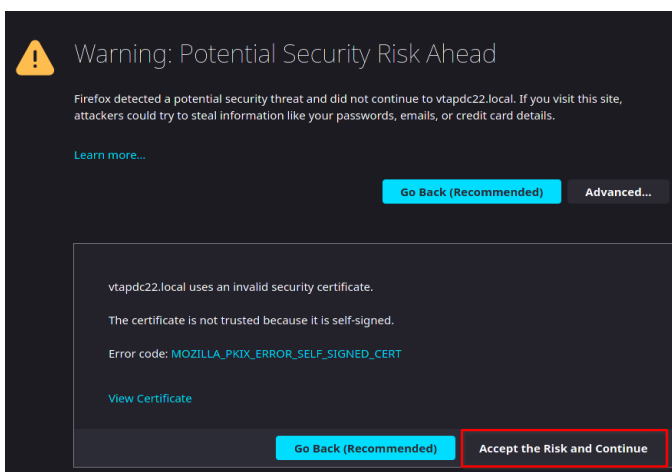 Warning: Potential Security Risk Ahead
Firefox detected a potential security threat and did not continue to vtapdc22.local. If you visit this site,
attackers could try to steal information like your passwords, emails, or credit card details.
Learn more...
Go Back (Recommended) Advanced...
vtapdc22.local uses an invalid security certificate.
The certificate is not trusted because it is self-signed.
Error code: MOZILLA_PKIX_ERROR_SELF_SIGNED_CERT
View Certificate
Go Back (Recommended) Accept the Risk and Continue